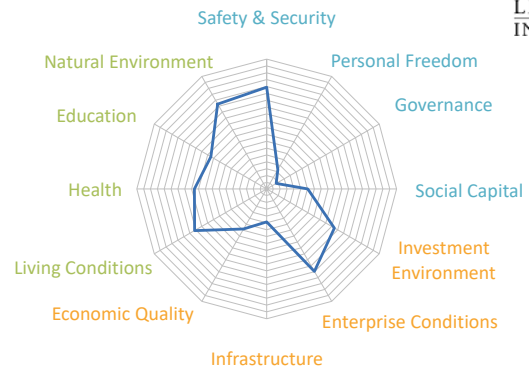 Safety & Security
Natural Environment
Personal Freedom
Education
Governance
Health
Social Capital
Investment
Environment
Living Conditions
Economic Quality
Enterprise Conditions
Infrastructure